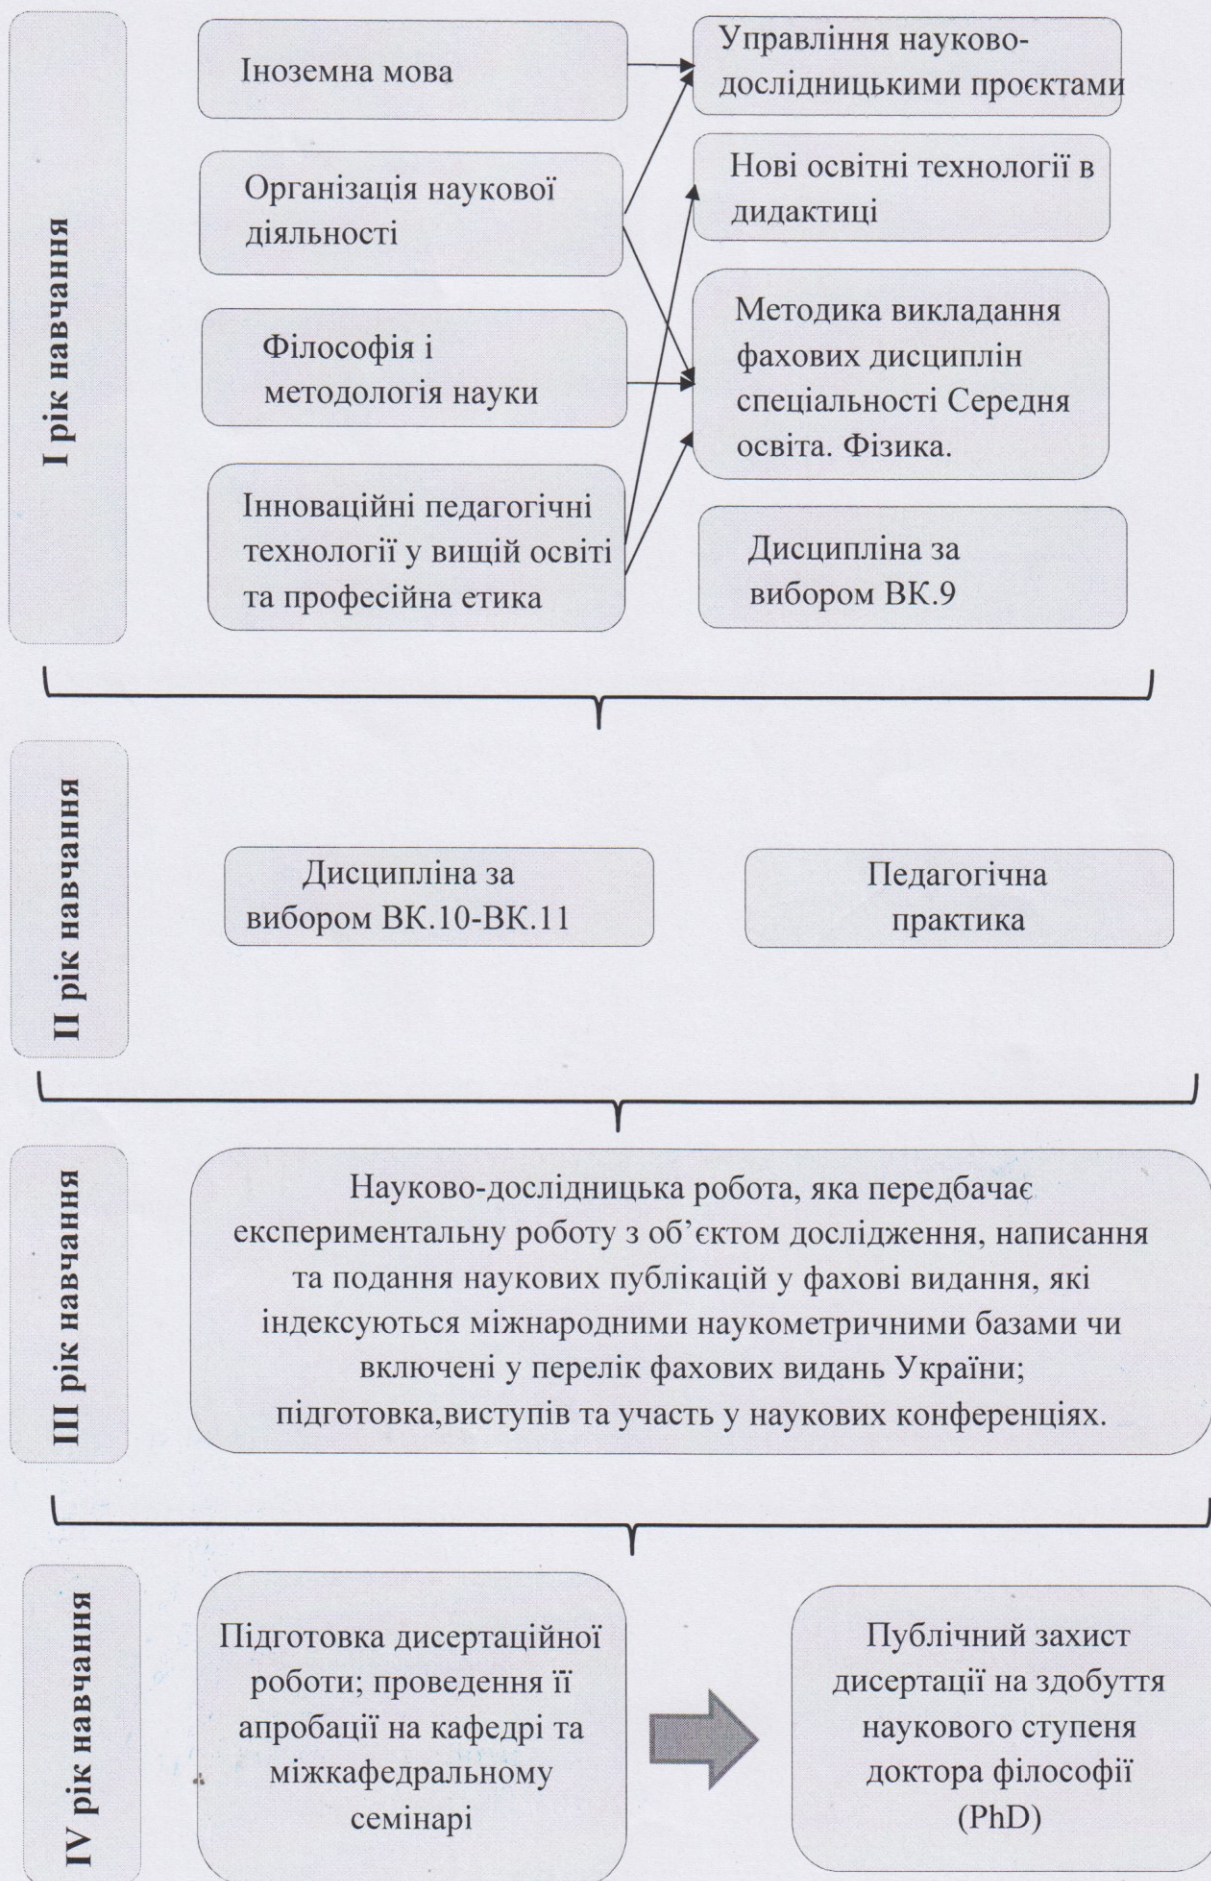 І рік навчання
Іноземна мова
Управління науково-
дослідницькими проєктами
Організація наукової
діяльності
Нові освітні технології в
дидактиці
Філософія і
методологія науки
Методика викладання
фахових дисциплін
спеціальності Середня
освіта. Фізика.
Інноваційні педагогічні
технології у вищій освіті
та професійна етика
Дисципліна за
вибором ВК.9
ІІ рік навчання
Дисципліна за
вибором ВК.10-ВК.11
Педагогічна
практика
ІІІ рік навчання
Науково-дослідницька робота, яка передбачає
експериментальну роботу з об’єктом дослідження, написання
та подання наукових публікацій у фахові видання, які
індексуються міжнародними наукометричними базами чи
включені у перелік фахових видань України;
підготовка,виступів та участь у наукових конференціях.
IV рік навчання
Підготовка дисертаційної
роботи; проведення її
апробації на кафедрі та
міжкафедральному
семінарі
Публічний захист
дисертації на здобуття
наукового ступеня
доктора філософії
(PhD)